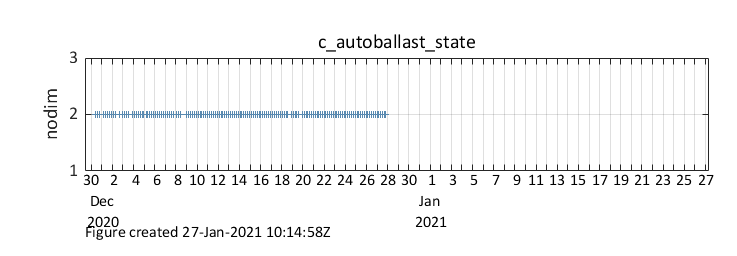 c_autoballast_state
3
2
1
nodim
30 2 4 6 8 10 12 14 16 18 20 22 24 26 28 30 1 3 5 7 9 11 13 15 17 19 21 23 25 27
Dec Jan
2020 2021
Figure created 27-Jan-2021 10:14:58Z